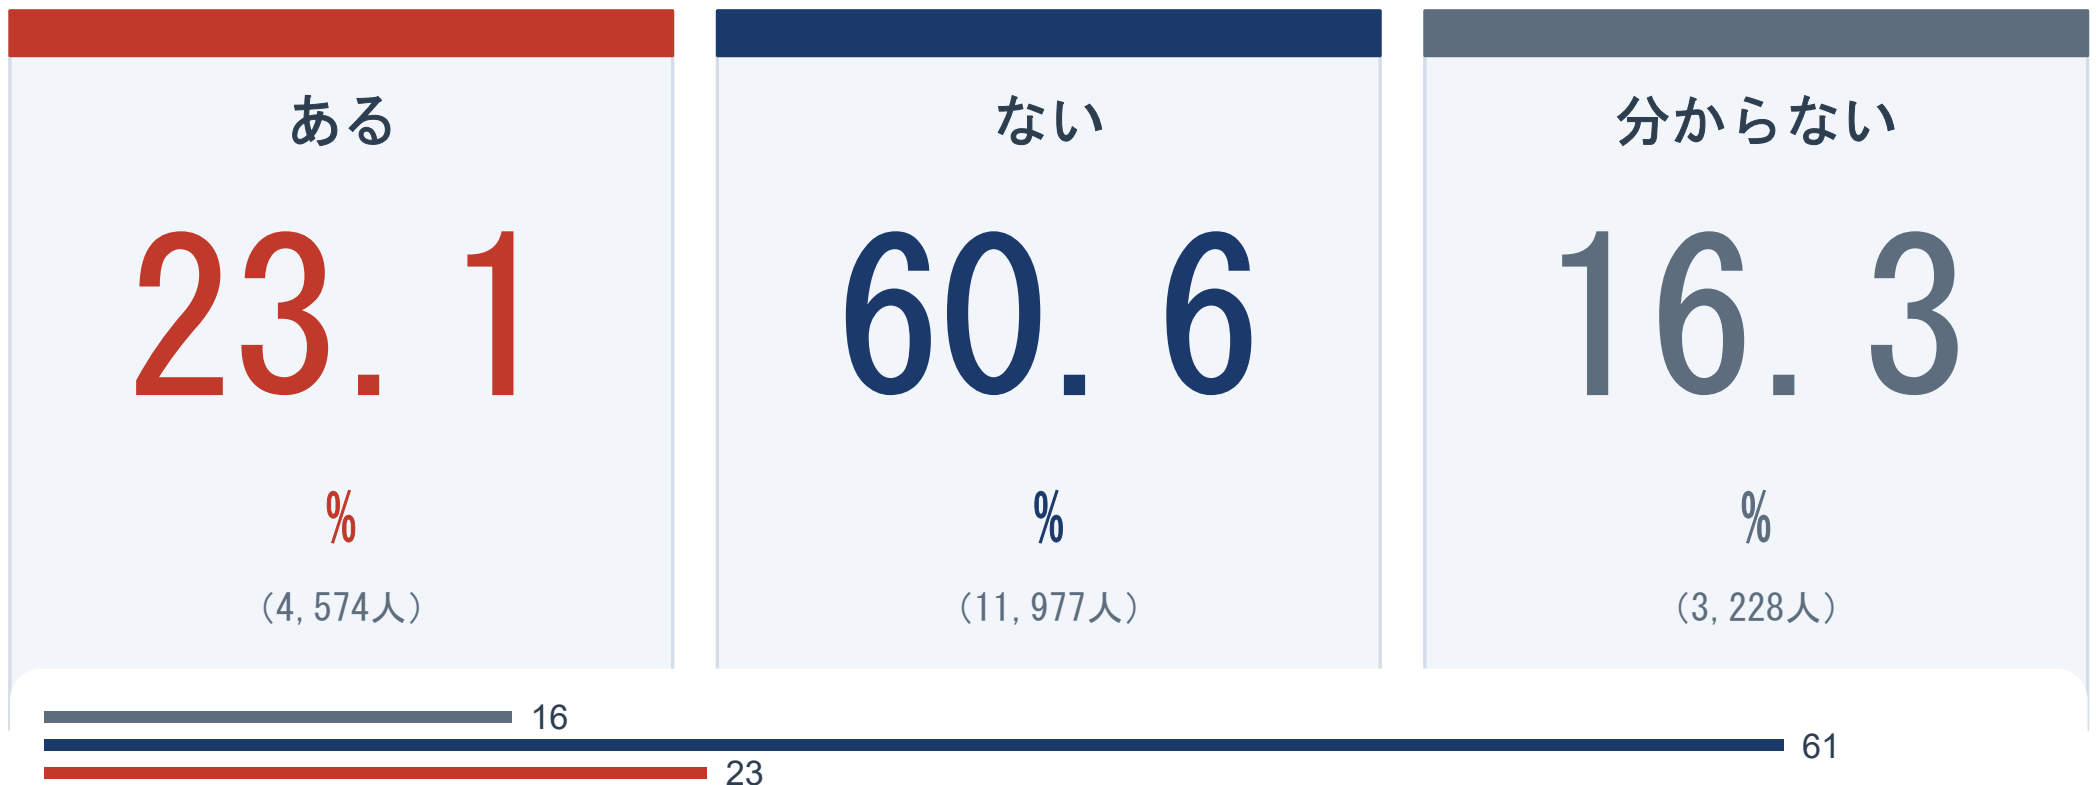 ある
23.1
%
(4,574人)
ない
60.6
%
(11,977人)
分からない
16.3
%
(3,228人)
16
61
23